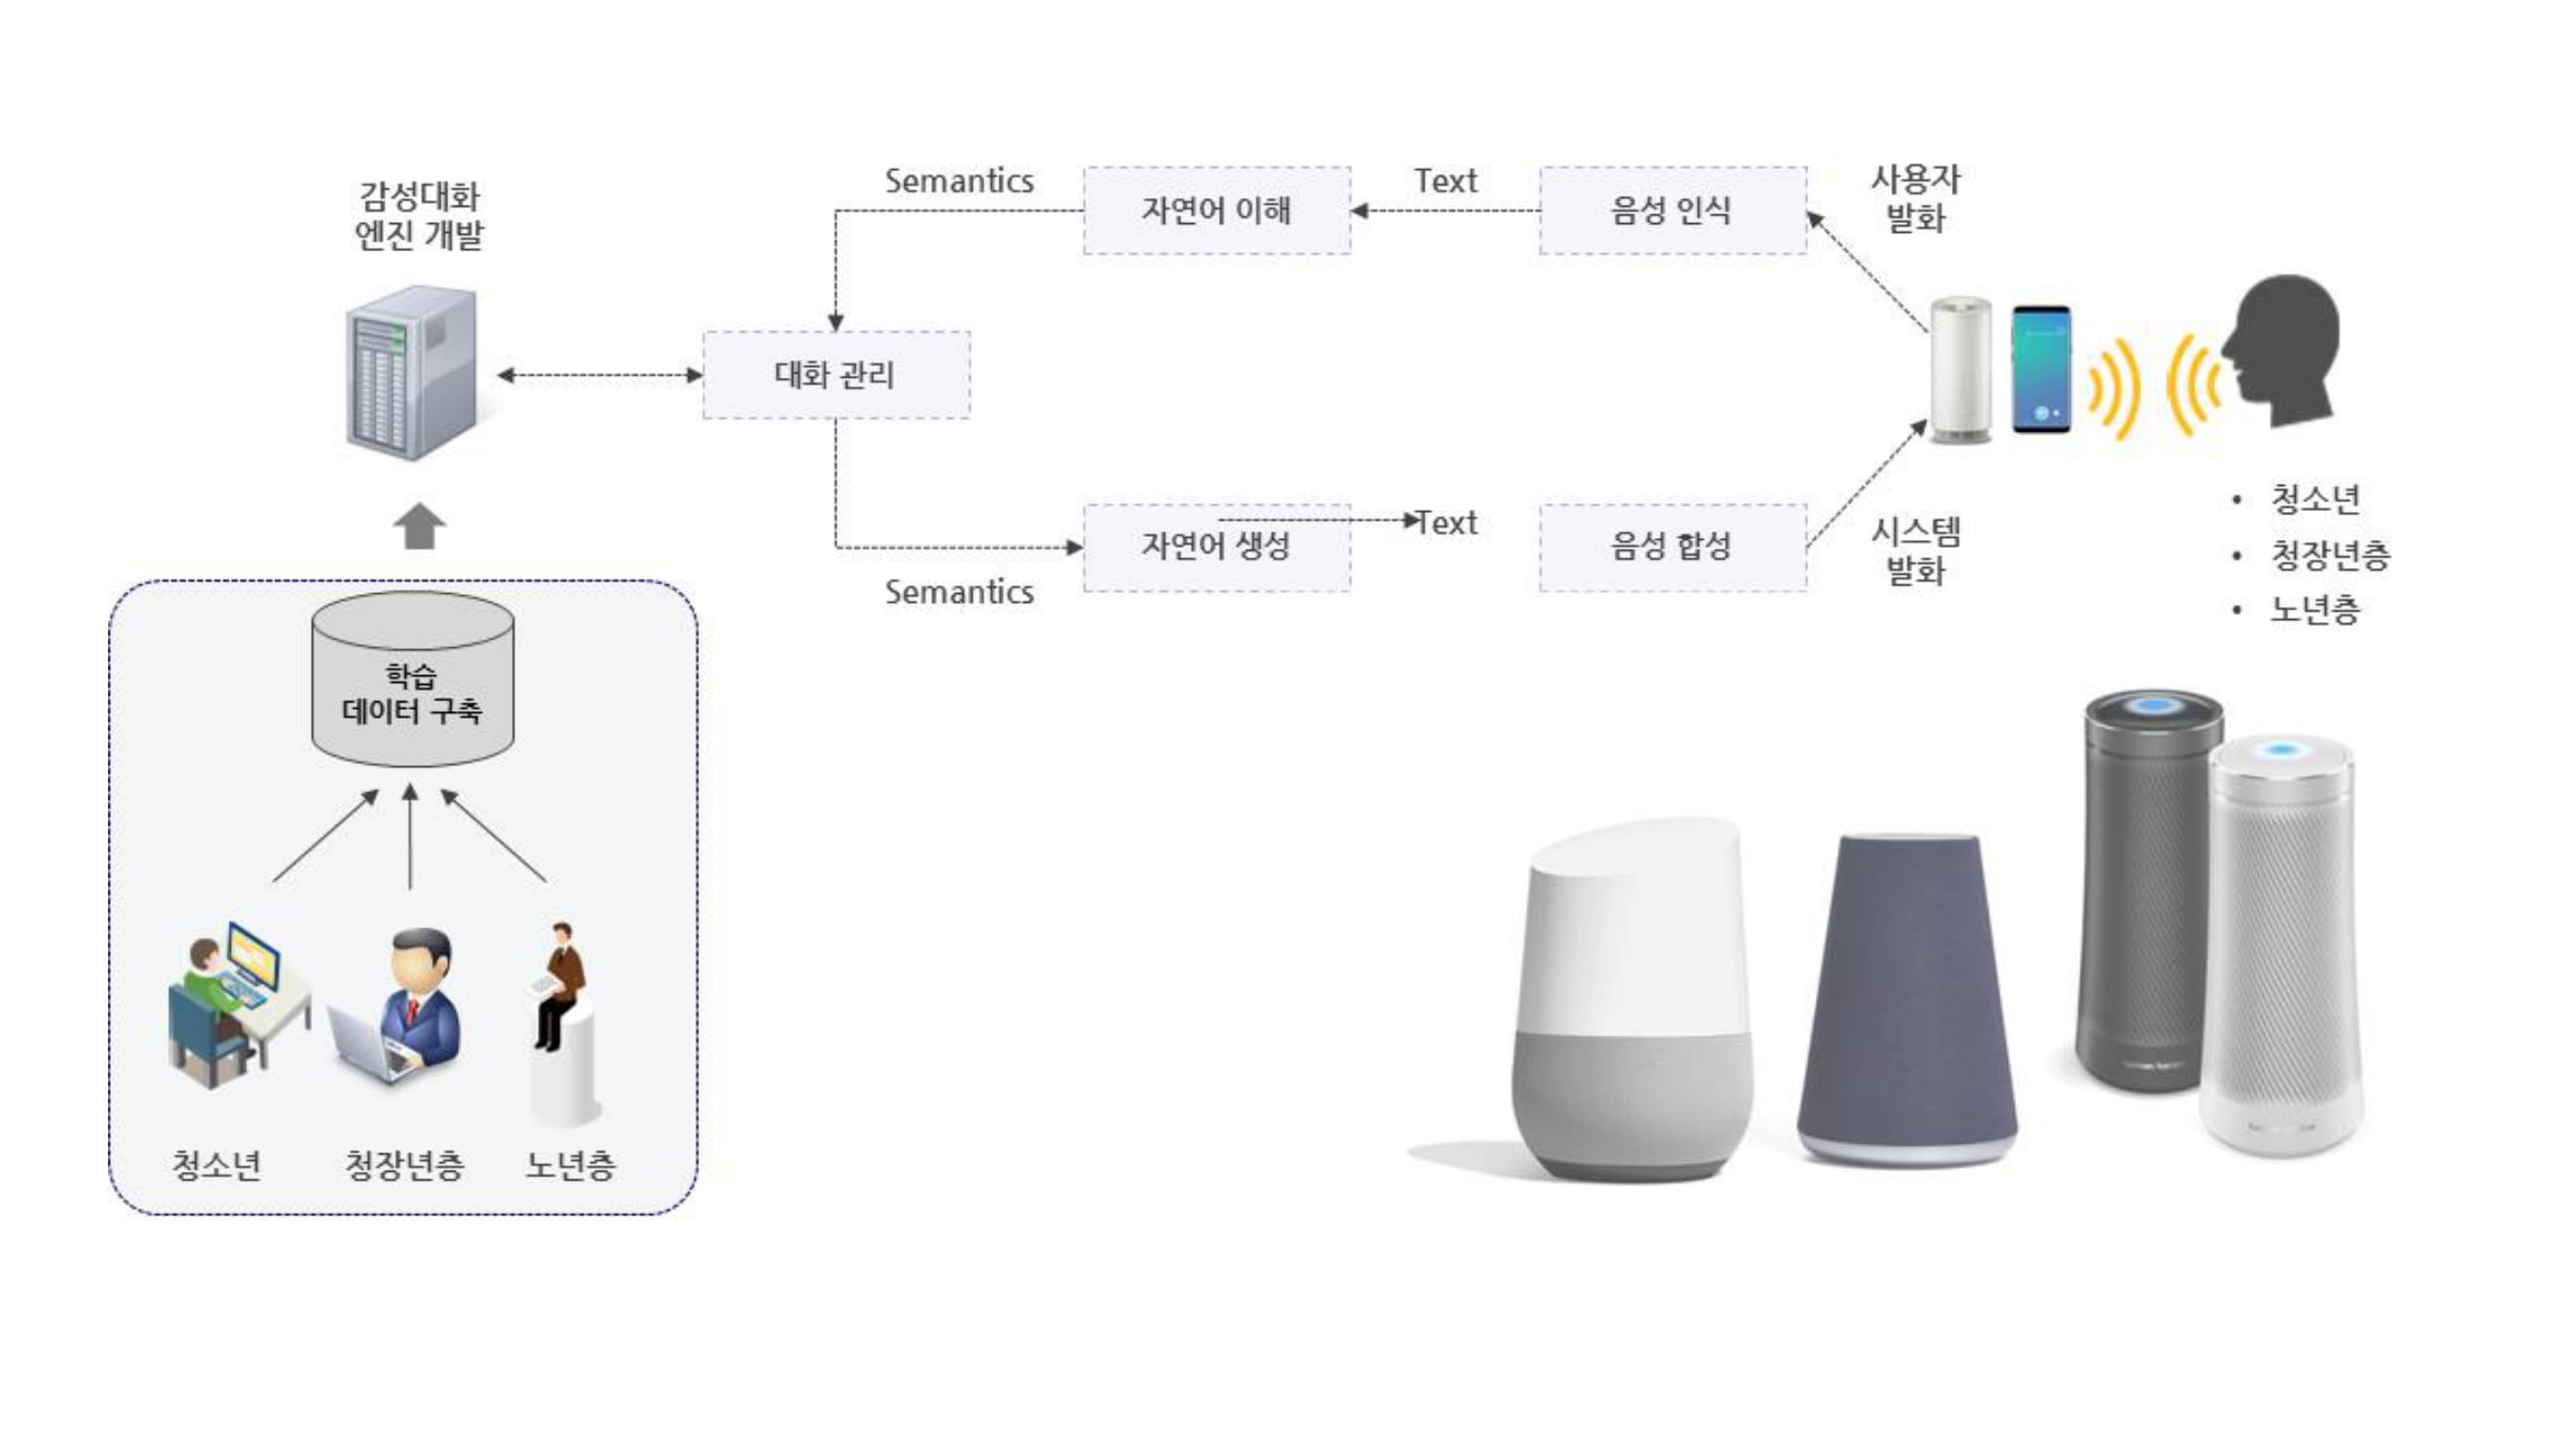 감성대화
엔진 개발
Semantics
자연어 이해
Text
음성 인식
사용자
발화
대화 관리
Semantics
자연어 생성
Text
음성 합성
시스템
발화
• 청소년
• 청장년층
• 노년층
학습
데이터 구축
청소년
청장년층
노년층